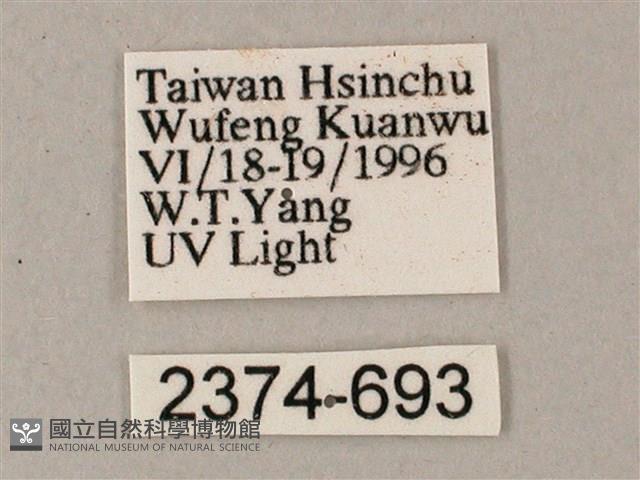 Taiwan Hsinchu
Wufeng Kuanwu
VI/18-19/1996
W.T.Yang
UV Light
2374-693
國立自然科學博物館
NATIONAL MUSEUM OF NATURAL SCIENCE